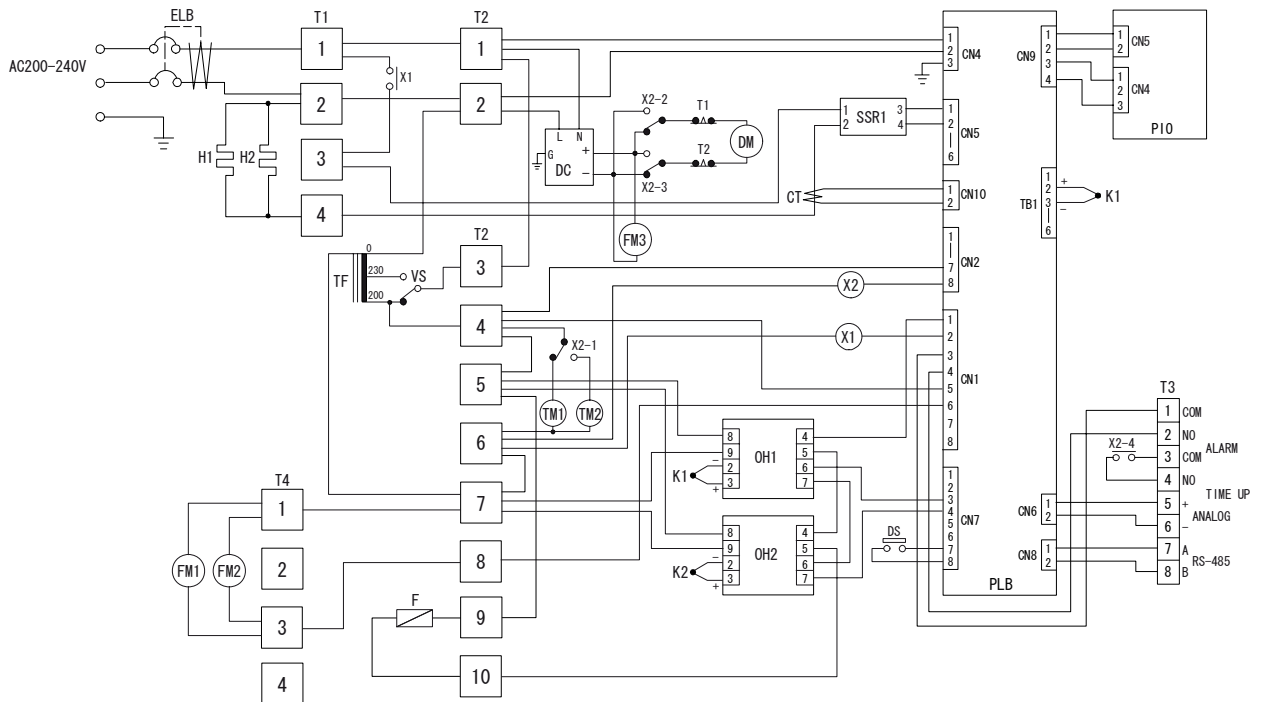 ELB
AC200-240V
T1
1
2
3
4
X1
H1
H2
T2
1
2
L N
G
+
−
DC
X2-2
T1
T2
X2-3
DM
FM3
1
2
SSR1
3
4
CT
T2
3
4
5
6
7
8
9
10
0
230
200
TF
VS
X2-1
TM1
TM2
X2
X1
F
T4
1
2
3
4
FM1
FM2
K1
−
+
8
9
2
3
OH1
4
5
6
7
K2
−
+
8
9
2
3
OH2
4
5
6
7
DS
1
2
3
CN4
1
2
6
CN5
1
2
CN10
1
7
8
CN2
1
2
3
4
5
6
7
8
CN1
1
2
3
4
5
6
7
8
CN7
PLB
CN9
1
2
3
4
TB1
1
2
3
6
+
−
K1
CN6
1
2
CN8
1
2
1
2
CN5
1
2
3
CN4
PIO
T3
1 COM
2 NO
ALARM
X2-4
3 COM
4 NO
TIME UP
5 +
ANALOG
6 −
7 A
RS-485
8 B